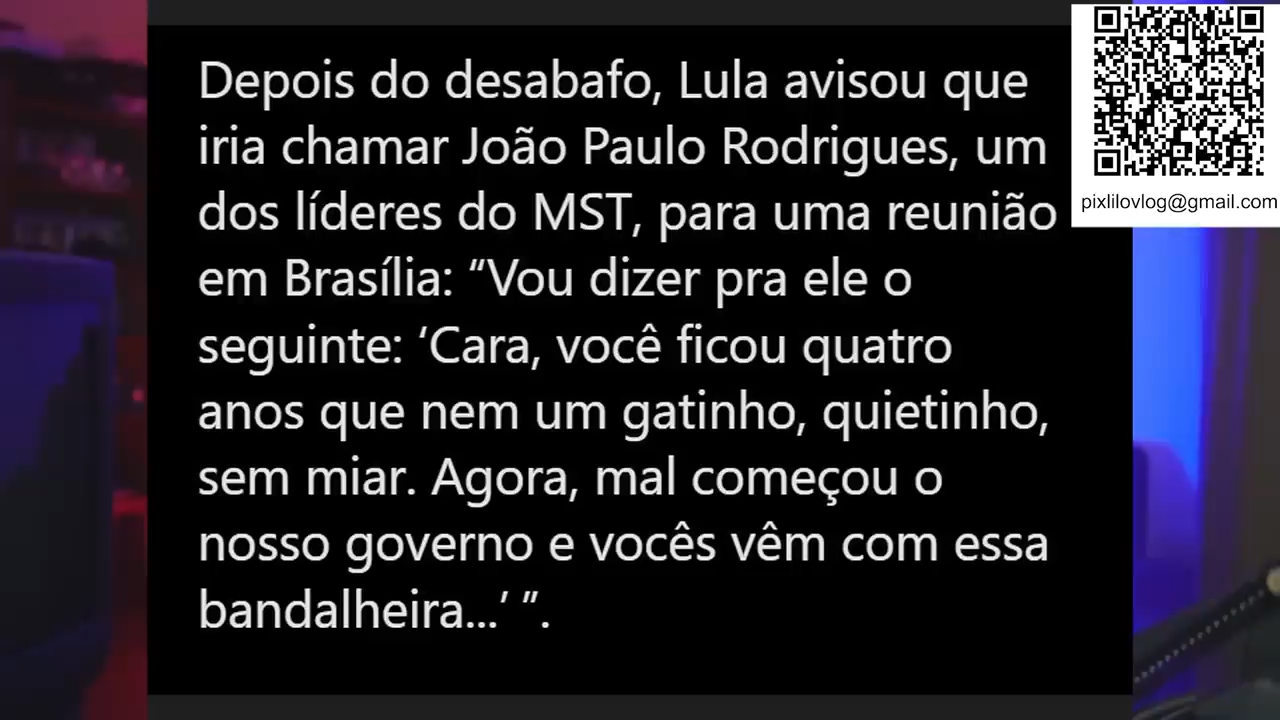 Depois do desabafo, Lula avisou que
iria chamar João Paulo Rodrigues, um
dos líderes do MST, para uma reunião
em Brasília: “Vou dizer pra ele o
seguinte: ‘Cara, você ficou quatro
anos que nem um gatinho, quietinho,
sem miar. Agora, mal começou o
nosso governo e vocês vêm com essa
bandalheira...’ ”.
pixlilovlog@gmail.com